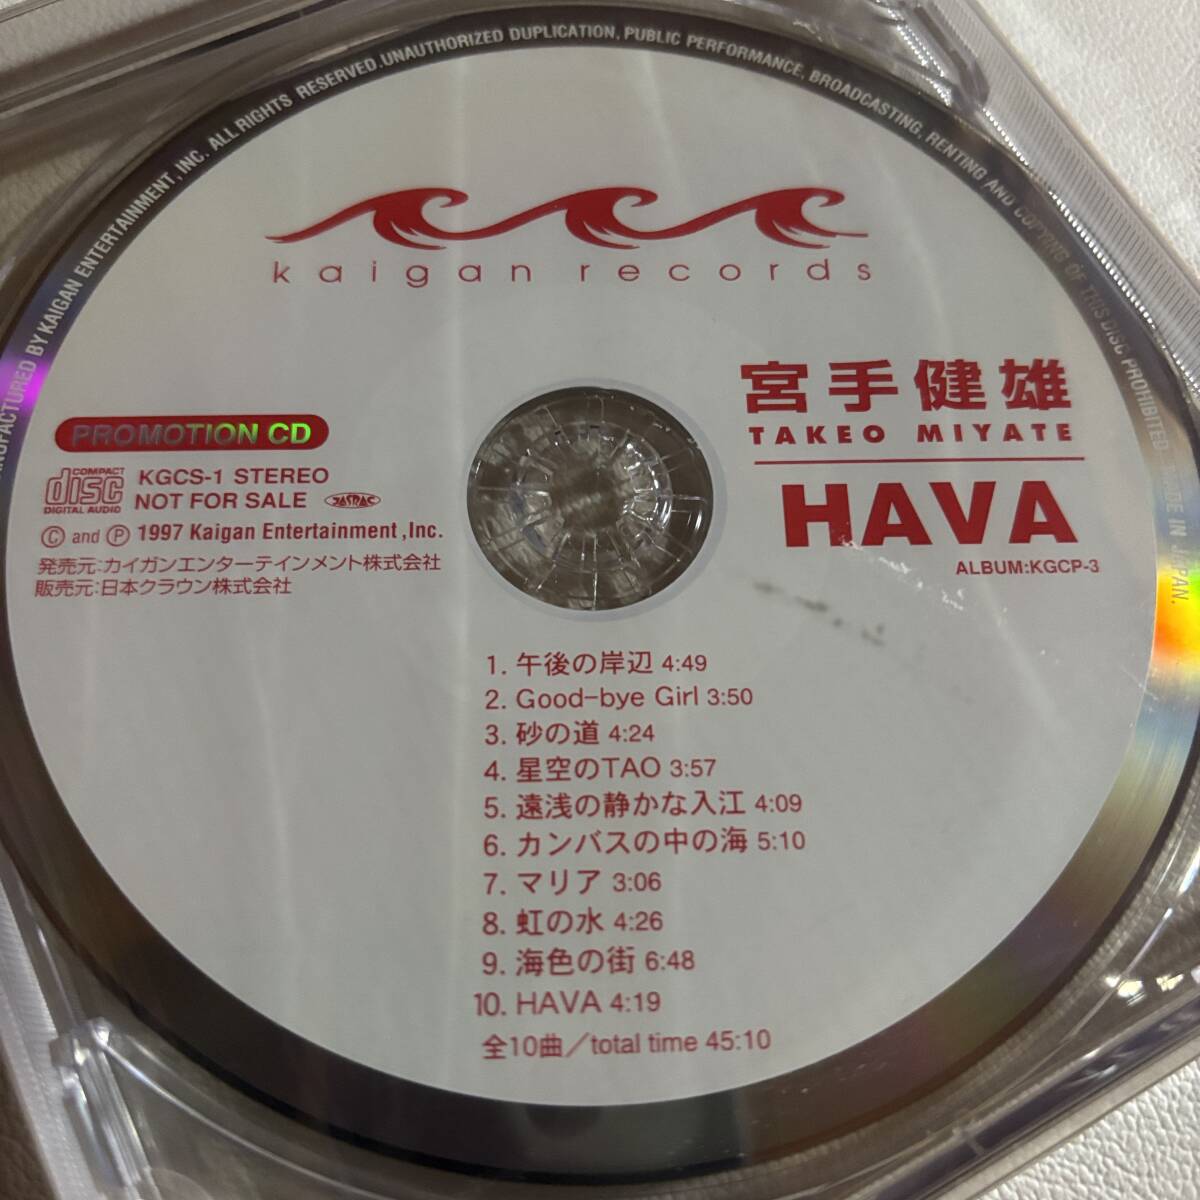 MANUFACTURED BY KAIGAN ENTERTAINMENT, INC. ALL RIGHTS RESERVED. UNAUTHORIZED DUPLICATION, PUBLIC PERFORMANCE, BROADCASTING, RENTING AND COPYING OF THIS DISC PROHIBITED. MADE IN JAPAN.
kaigan records
宮手健雄
TAKEO MIYATE
HAVA
ALBUM:KGCP-3
PROMOTION CD
COMPACT
disc
DIGITAL AUDIO
KGCS-1 STEREO
NOT FOR SALE
JASRAC
© and Ⓟ 1997 Kaigan Entertainment ,Inc.
発売元:カイガンエンターテインメント株式会社
販売元:日本クラウン株式会社
1. 午後の岸辺 4:49
2. Good-bye Girl 3:50
3. 砂の道 4:24
4. 星空のTAO 3:57
5. 遠浅の静かな入江 4:09
6. カンバスの中の海 5:10
7. マリア 3:06
8. 虹の水 4:26
9. 海色の街 6:48
10. HAVA 4:19
全10曲／total time 45:10